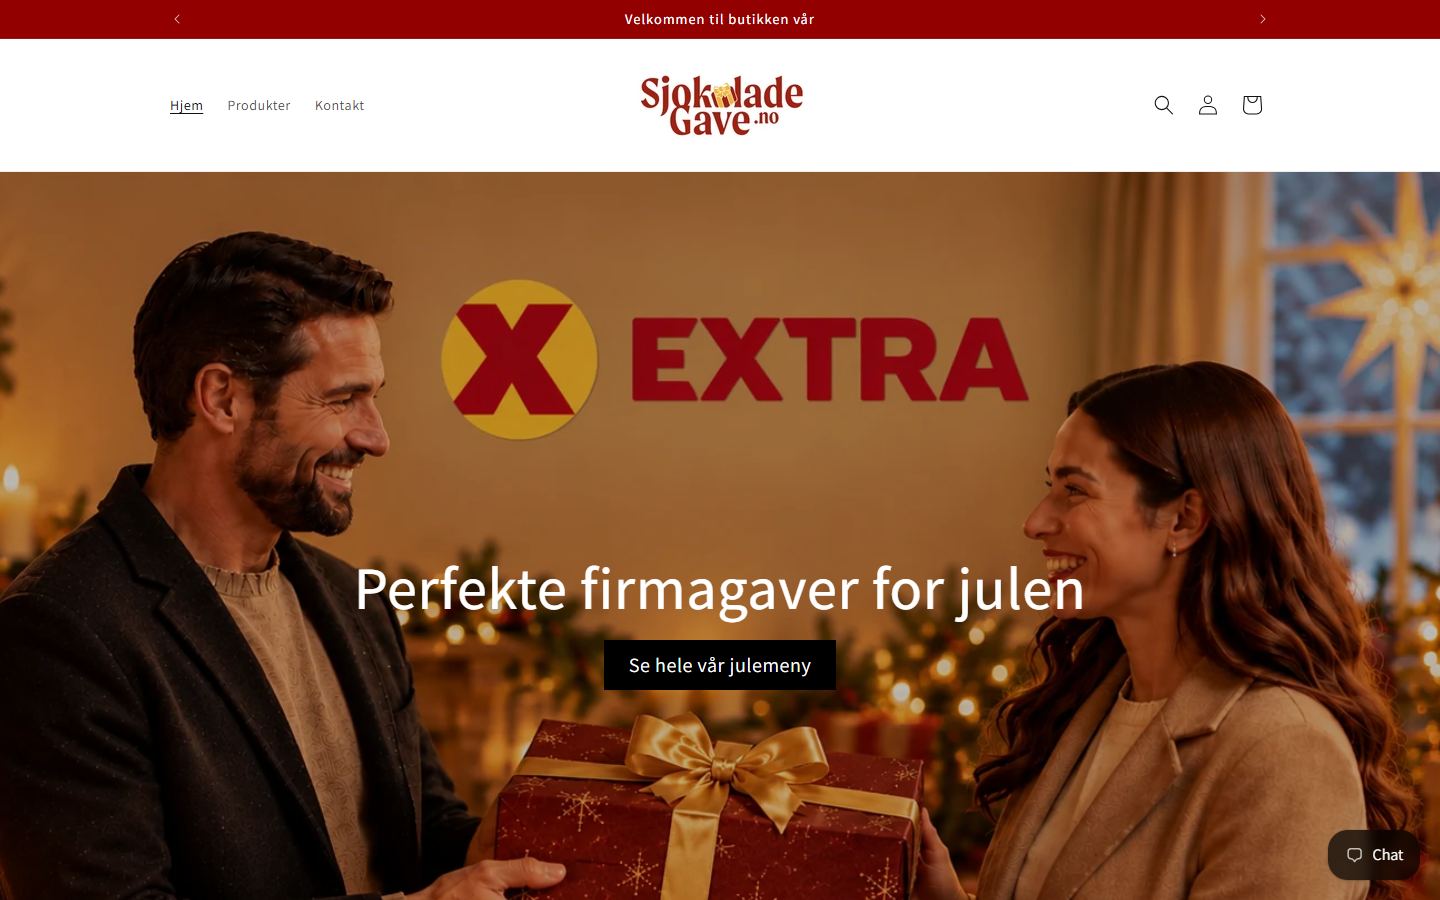 Velkommen til butikken vår
Hjem
Produkter
Kontakt
Sjokolade
Gave.no
X EXTRA
Perfekte firmagaver for julen
Se hele vår julemeny
Chat